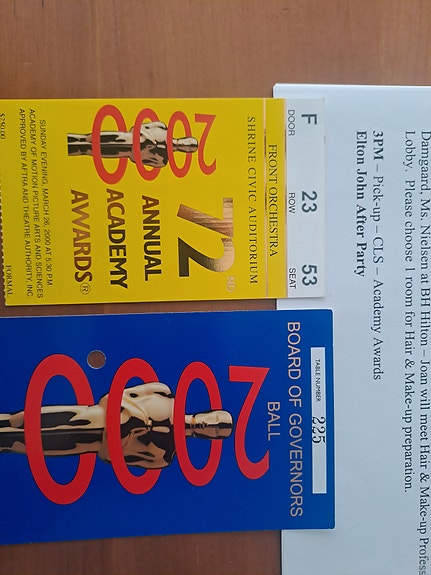 Damgaard, Ms. Nielsen at BH Hilton – Joan will meet Hair & Make-up Profess
Lobby. Please choose 1 room for Hair & Make-up preparation.
3PM – Pick-up – CLS – Academy Awards
Elton John After Party
F 23 53
DOOR ROW SEAT
FRONT ORCHESTRA
SHRINE CIVIC AUDITORIUM
72ND
2000
ANNUAL
ACADEMY
AWARDS®
SUNDAY EVENING, MARCH 26, 2000 AT 5:30 P.M.
ACADEMY OF MOTION PICTURE ARTS AND SCIENCES
APPROVED BY AFTRA AND THEATRE AUTHORITY, INC.
$250.00 FORMAL
TABLE NUMBER 225
BOARD OF GOVERNORS
BALL
2000